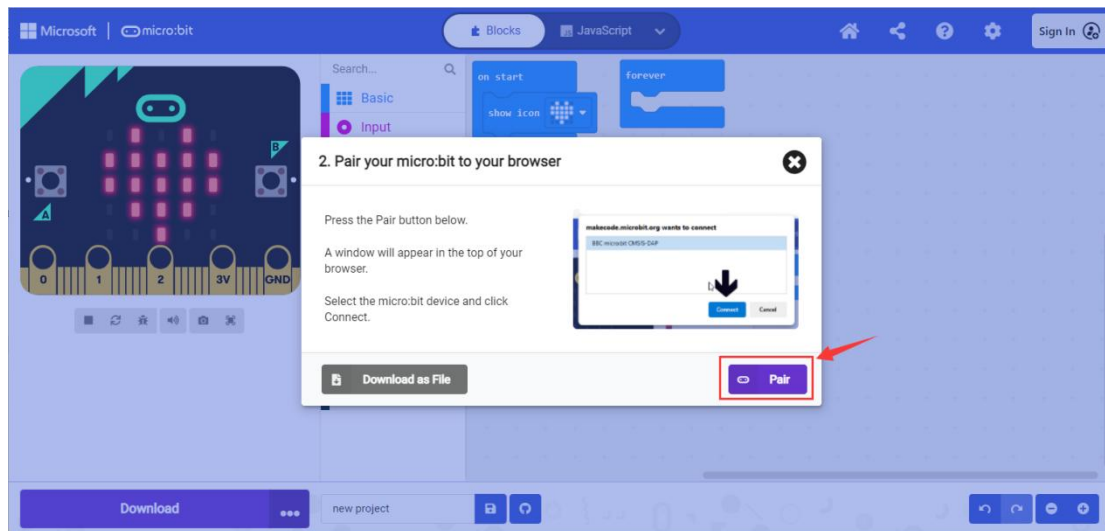 Microsoft | micro:bit
Blocks
JavaScript
Sign In
Search...
Basic
Input
on start
show icon
forever
B
A
0 1 2 3V GND
2. Pair your micro:bit to your browser
Press the Pair button below.
A window will appear in the top of your
browser.
Select the micro:bit device and click
Connect.
makecode.microbit.org wants to connect
BBC micro:bit CMSIS-DAP
Connect
Cancel
Download as File
Pair
Download
new project